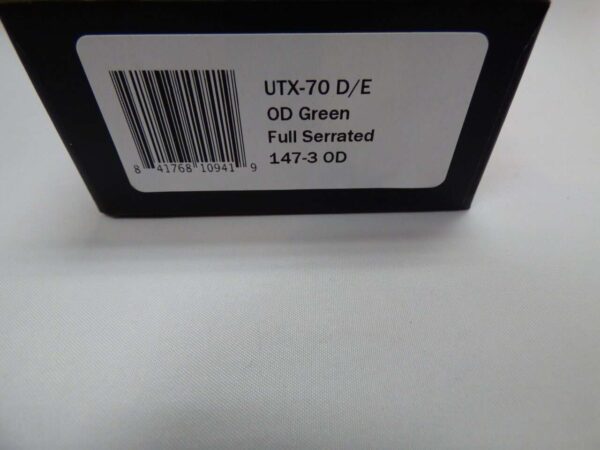 UTX-70 D/E
OD Green
Full Serrated
147-3 OD
8 41768 10941 9